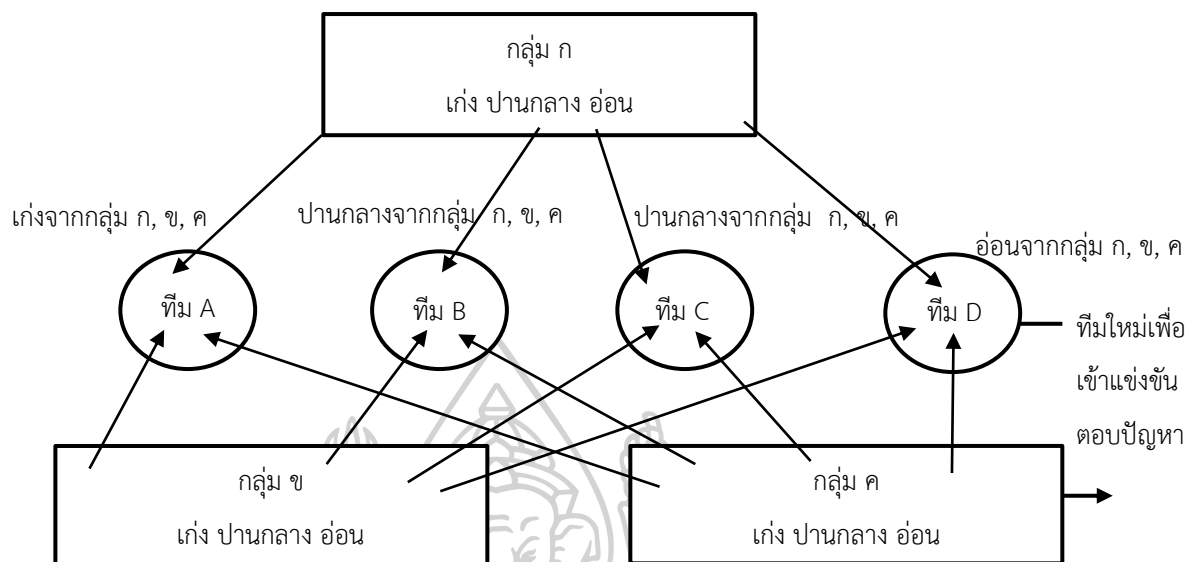 กลุ่ม ก
เก่ง ปานกลาง อ่อน
เก่งจากกลุ่ม ก, ข, ค
ปานกลางจากกลุ่ม ก, ข, ค
ปานกลางจากกลุ่ม ก, ข, ค
อ่อนจากกลุ่ม ก, ข, ค
ทีม A
ทีม B
ทีม C
ทีม D
ทีมใหม่เพื่อ
เข้าแข่งขัน
ตอบปัญหา
กลุ่ม ข
เก่ง ปานกลาง อ่อน
กลุ่ม ค
เก่ง ปานกลาง อ่อน